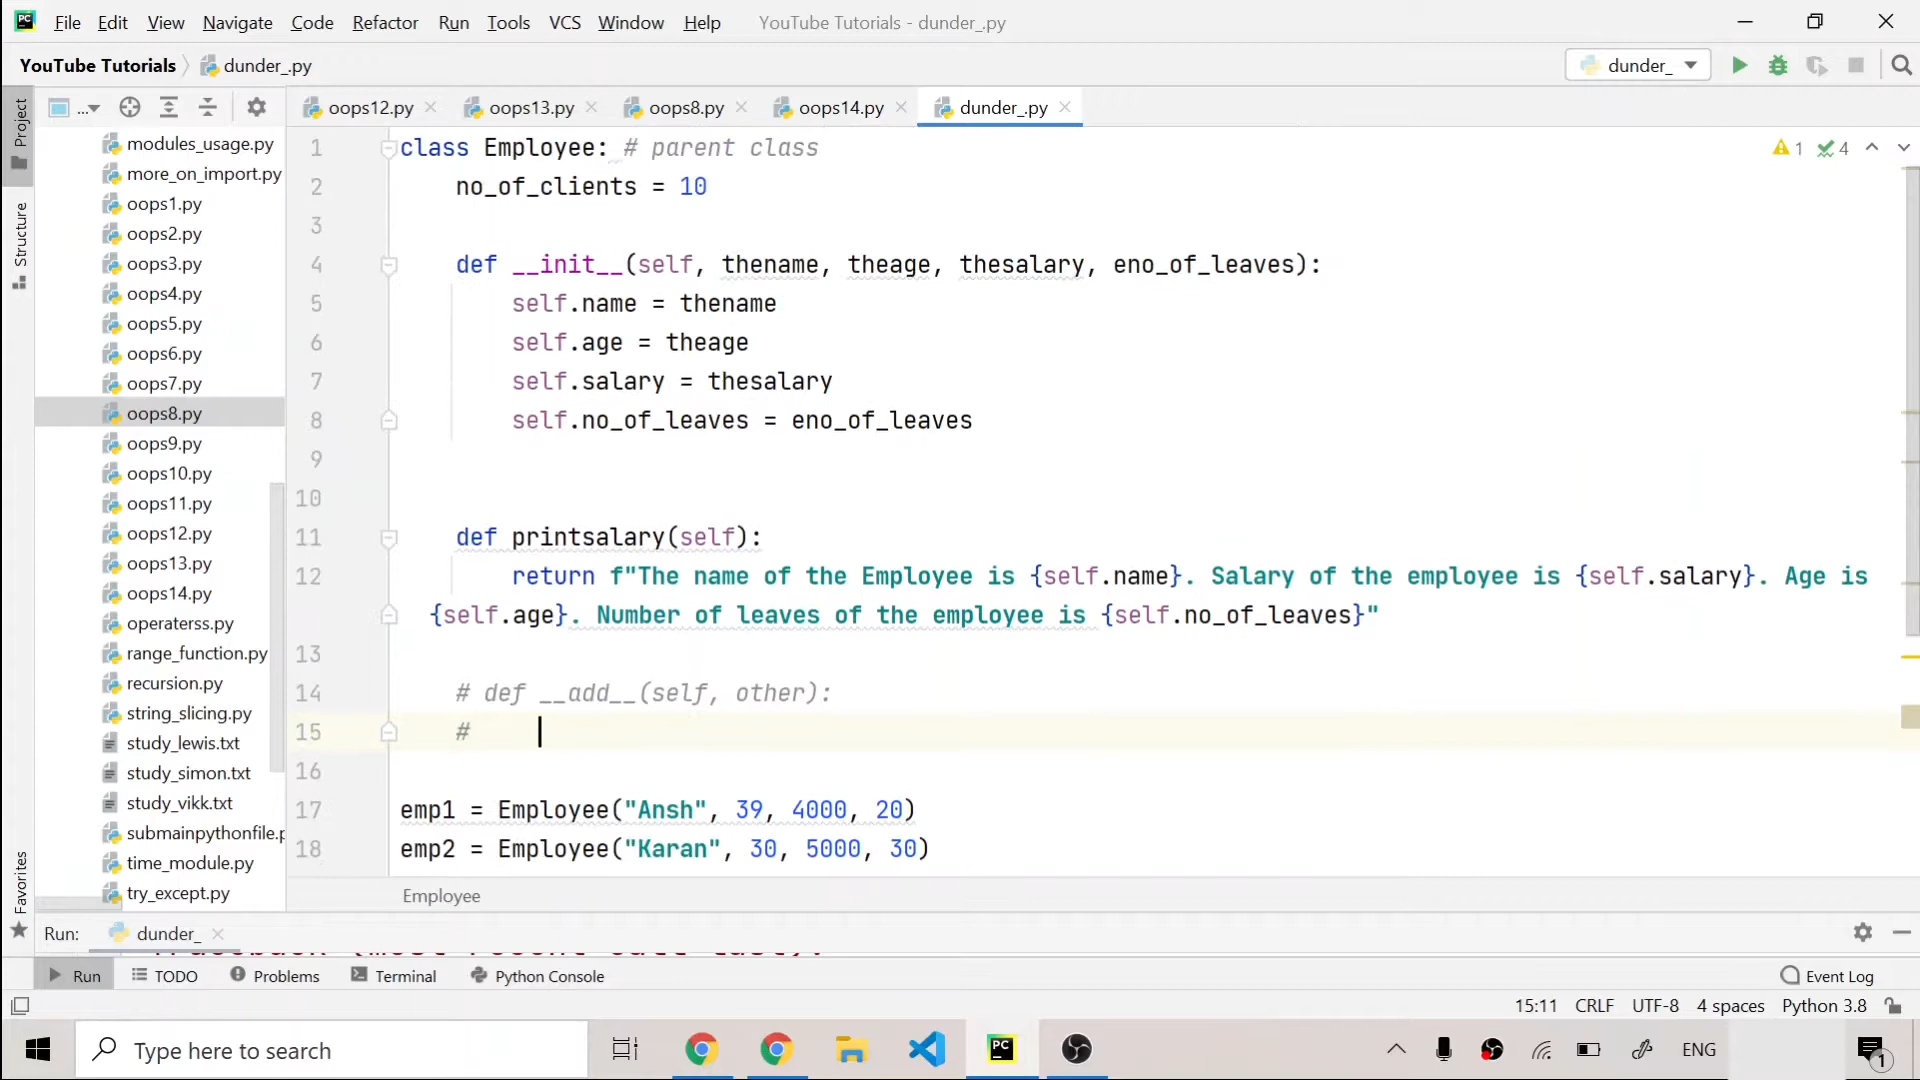 PC File Edit View Navigate Code Refactor Run Tools VCS Window Help YouTube Tutorials - dunder_.py
YouTube Tutorials dunder_.py dunder_
...
oops12.py oops13.py oops8.py oops14.py dunder_.py
Project
Structure
Favorites
modules_usage.py
more_on_import.py
oops1.py
oops2.py
oops3.py
oops4.py
oops5.py
oops6.py
oops7.py
oops8.py
oops9.py
oops10.py
oops11.py
oops12.py
oops13.py
oops14.py
operaterss.py
range_function.py
recursion.py
string_slicing.py
study_lewis.txt
study_simon.txt
study_vikk.txt
submainpythonfile.p
time_module.py
try_except.py
1 class Employee: # parent class
2 no_of_clients = 10
3
4 def __init__(self, thename, theage, thesalary, eno_of_leaves):
5 self.name = thename
6 self.age = theage
7 self.salary = thesalary
8 self.no_of_leaves = eno_of_leaves
9
10
11 def printsalary(self):
12 return f"The name of the Employee is {self.name}. Salary of the employee is {self.salary}. Age is
{self.age}. Number of leaves of the employee is {self.no_of_leaves}"
13
14 # def __add__(self, other):
15 #
16
17 emp1 = Employee("Ansh", 39, 4000, 20)
18 emp2 = Employee("Karan", 30, 5000, 30)
1 4
Employee
Run: dunder_
Run TODO Problems Terminal Python Console Event Log
15:11 CRLF UTF-8 4 spaces Python 3.8
Type here to search PC ENG 1